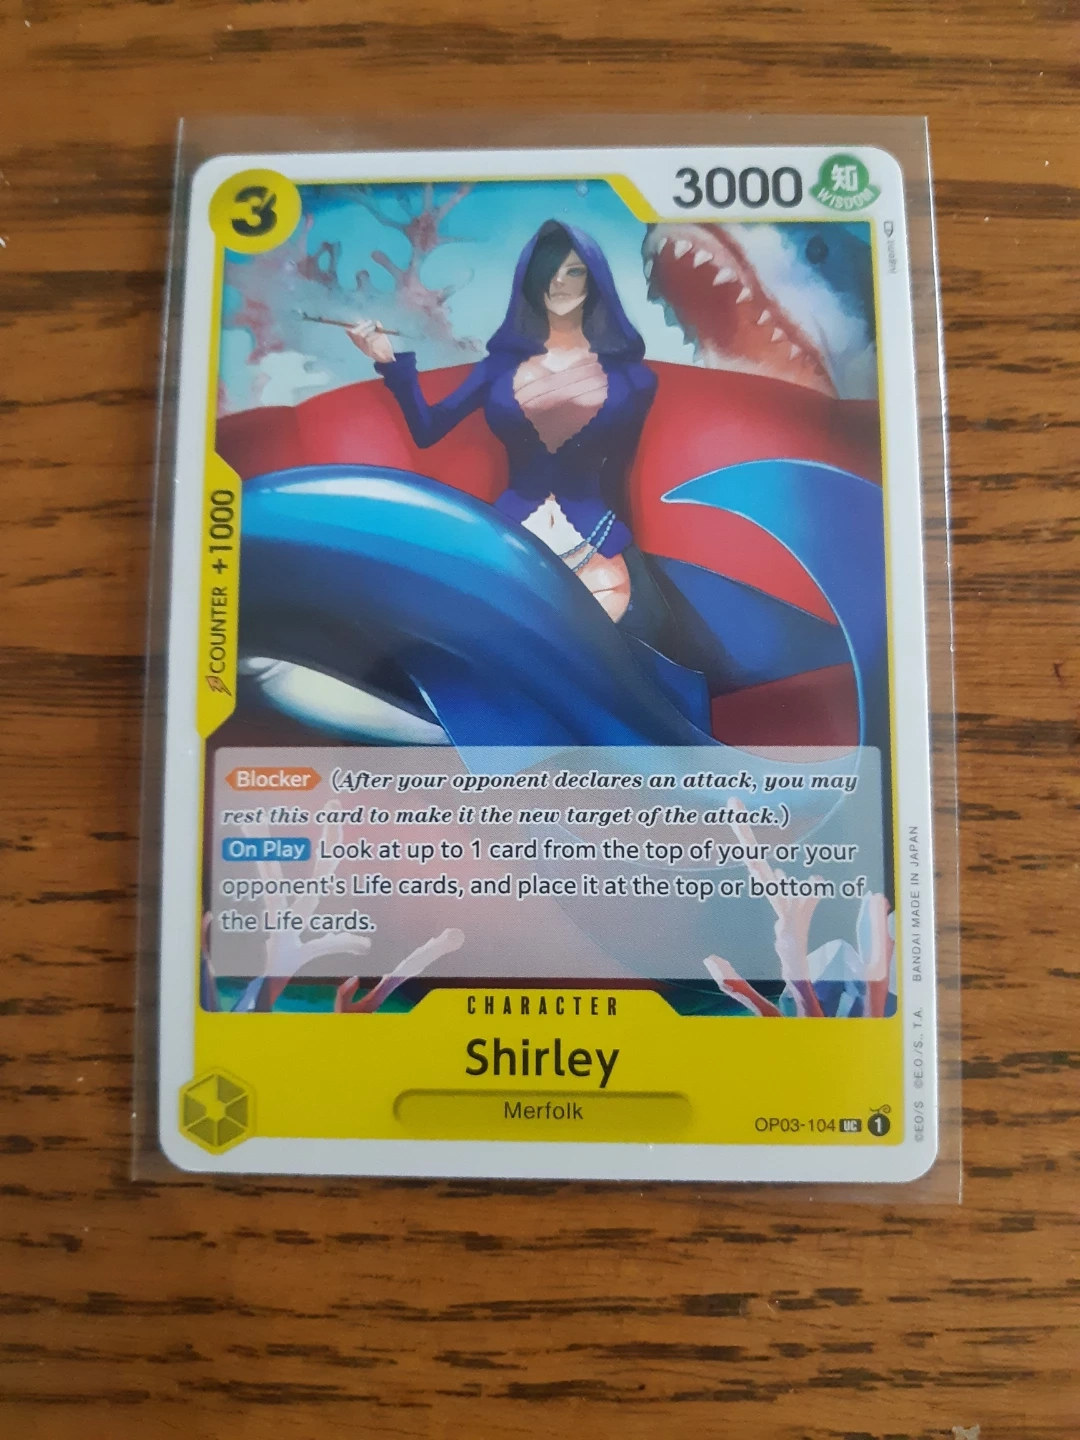 3
3000
知
WISDOM
COUNTER +1000
Blocker (After your opponent declares an attack, you may
rest this card to make it the new target of the attack.)
On Play Look at up to 1 card from the top of your or your
opponent's Life cards, and place it at the top or bottom of
the Life cards.
CHARACTER
Shirley
Merfolk
OP03-104 UC 1
©EO/S ©E.O./S., T.A. BANDAI MADE IN JAPAN